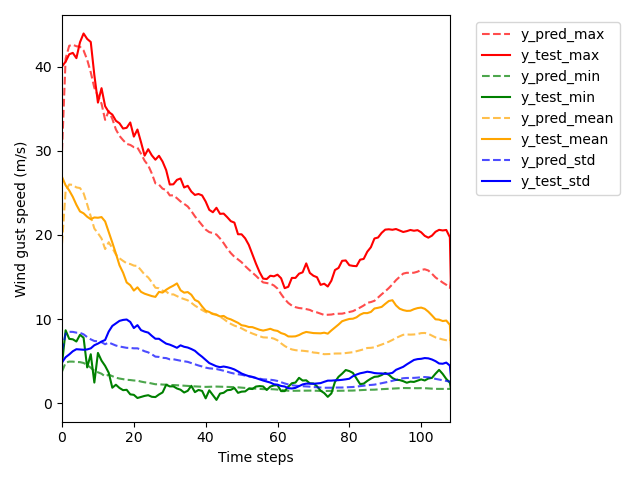 Wind gust speed (m/s)
40
30
20
10
0
0 20 40 60 80 100
Time steps
y_pred_max
y_test_max
y_pred_min
y_test_min
y_pred_mean
y_test_mean
y_pred_std
y_test_std